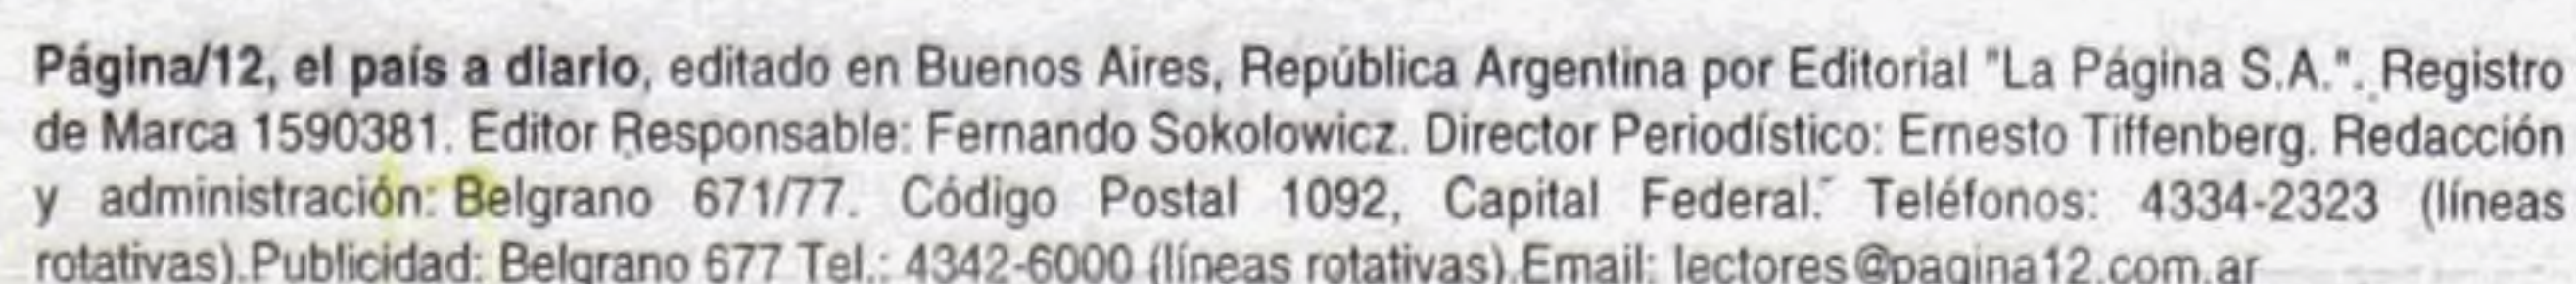 Página/12, el país a diario, editado en Buenos Aires, República Argentina por Editorial "La Página S.A.". Registro
de Marca 1590381. Editor Responsable: Fernando Sokolowicz. Director Periodístico: Ernesto Tiffenberg. Redacción
y administración: Belgrano 671/77. Código Postal 1092, Capital Federal. Teléfonos: 4334-2323 (líneas
rotativas).Publicidad: Belgrano 677 Tel.: 4342-6000 (líneas rotativas).Email: lectores@pagina12.com.ar